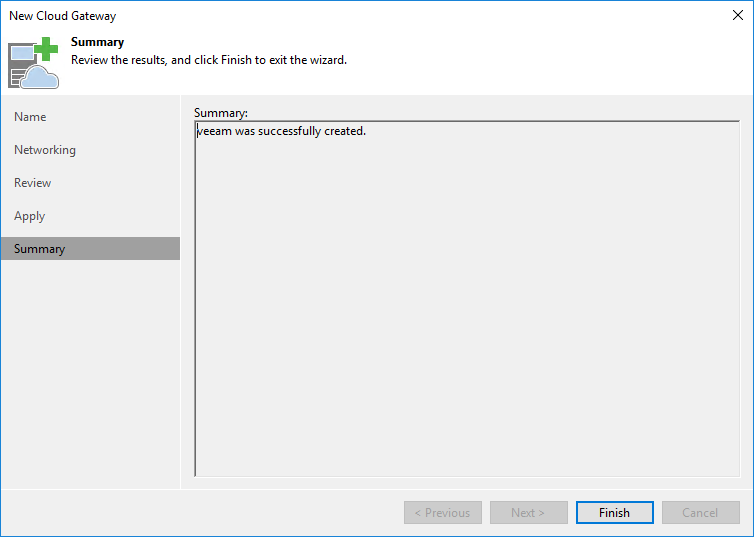 New Cloud Gateway
Summary
Review the results, and click Finish to exit the wizard.
Name
Networking
Review
Apply
Summary
Summary:
veeam was successfully created.
< Previous
Next >
Finish
Cancel